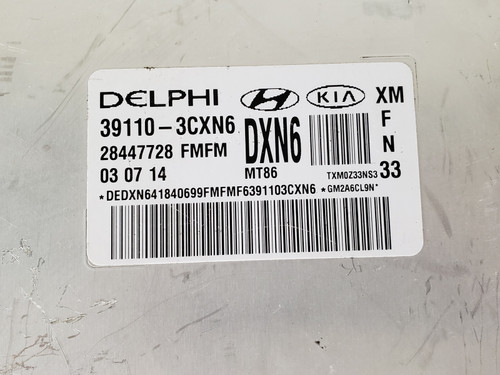 DELPHI KIA XM
39110-3CXN6 DXN6 F
28447728 FMFM N
03 07 14 MT86 TXM0Z33NS3 33
*DEDXN641840699FMFMF6391103CXN6 *GM2A6CL9N*